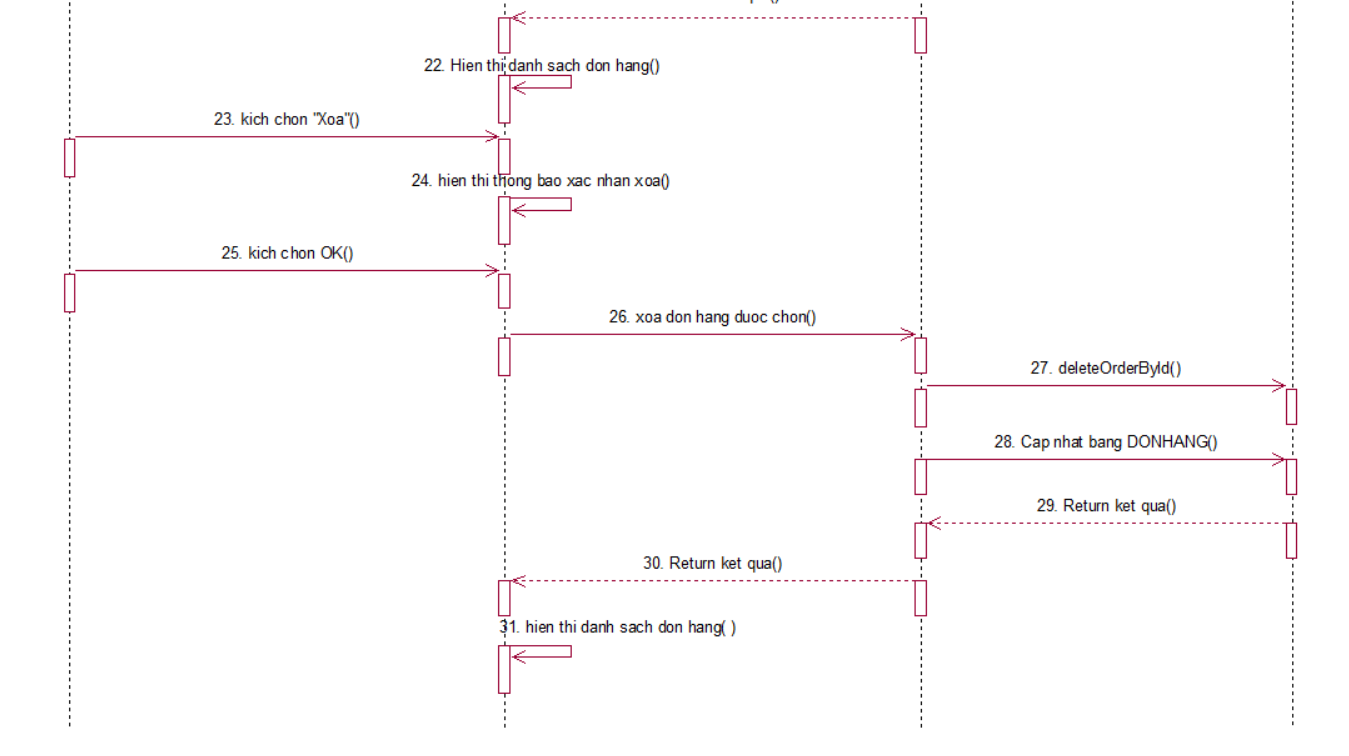 22. Hien thi danh sach don hang()
23. kich chon "Xoa"()
24. hien thi thong bao xac nhan xoa()
25. kich chon OK()
26. xoa don hang duoc chon()
27. deleteOrderById()
28. Cap nhat bang DONHANG()
29. Return ket qua()
30. Return ket qua()
31. hien thi danh sach don hang( )